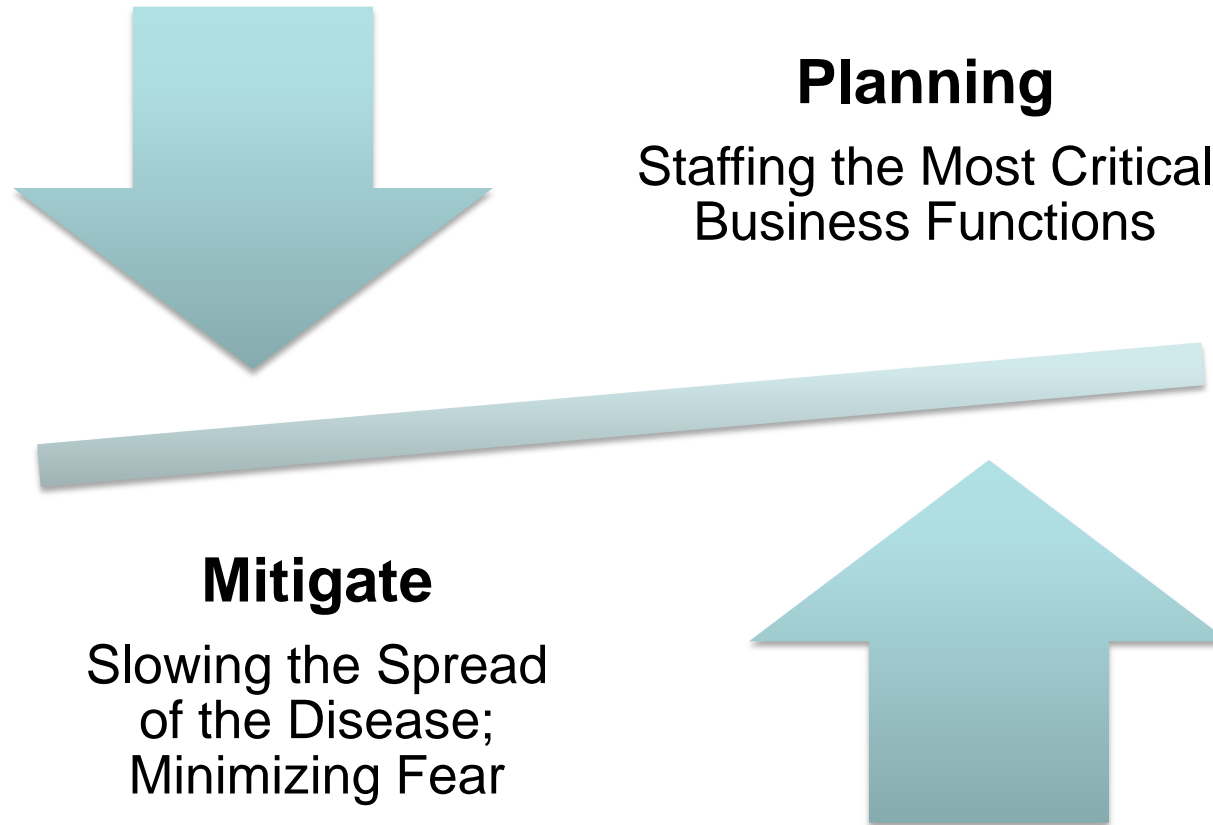 Planning
Staffing the Most Critical
Business Functions
Mitigate
Slowing the Spread
of the Disease;
Minimizing Fear